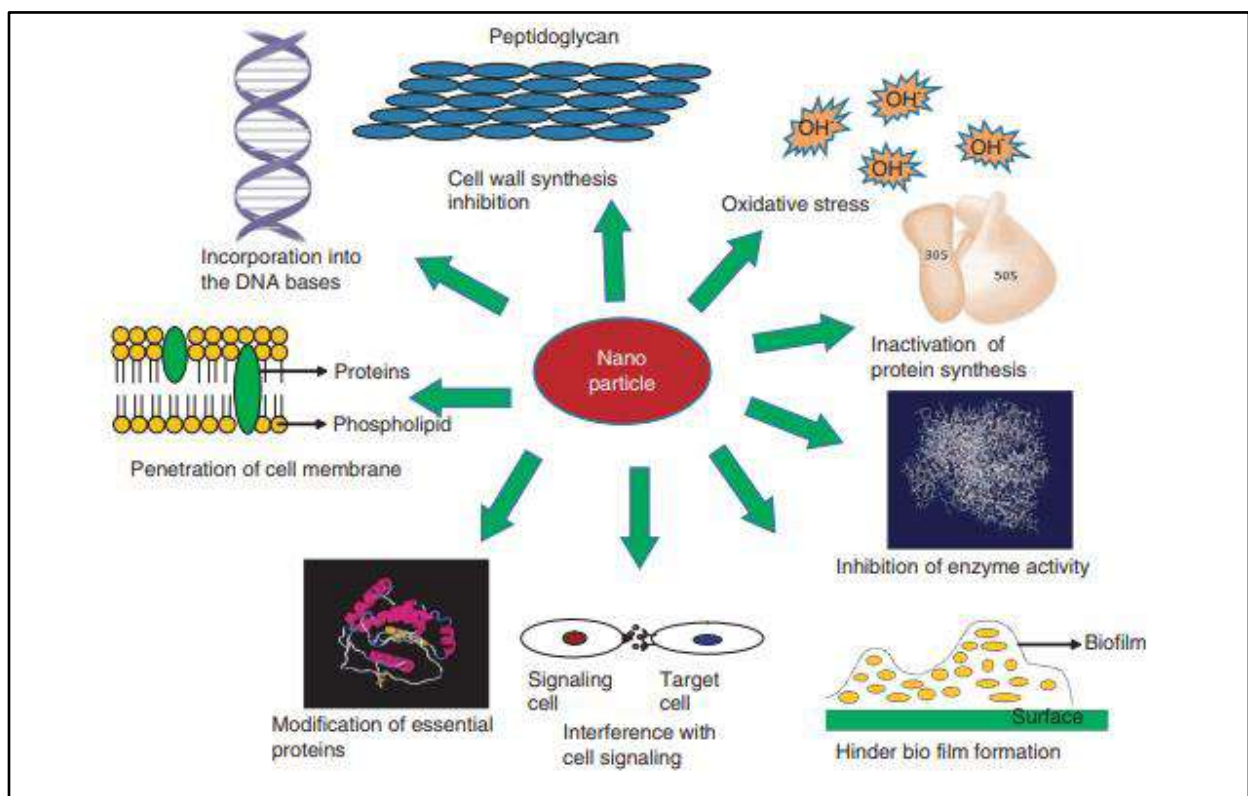 Peptidoglycan
OH-
OH-
OH-
OH-
Cell wall synthesis
inhibition
Oxidative stress
30S
50S
Incorporation into
the DNA bases
Nano
particle
Inactivation of
protein synthesis
Proteins
Phospholipid
Penetration of cell membrane
Inhibition of enzyme activity
Biofilm
Signaling
cell
Target
cell
Surface
Modification of essential
proteins
Interference with
cell signaling
Hinder bio film formation